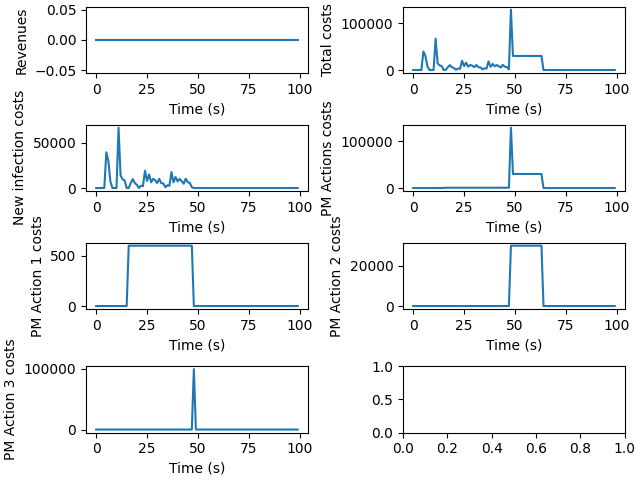 Revenues
0.05
0.00
−0.05
0 25 50 75 100
Time (s)
Total costs
100000
0
0 25 50 75 100
Time (s)
New infection costs
50000
0
0 25 50 75 100
Time (s)
PM Actions costs
100000
0
0 25 50 75 100
Time (s)
PM Action 1 costs
500
0
0 25 50 75 100
Time (s)
PM Action 2 costs
20000
0
0 25 50 75 100
Time (s)
PM Action 3 costs
100000
0
0 25 50 75 100
Time (s)
1.0
0.5
0.0
0.0 0.2 0.4 0.6 0.8 1.0